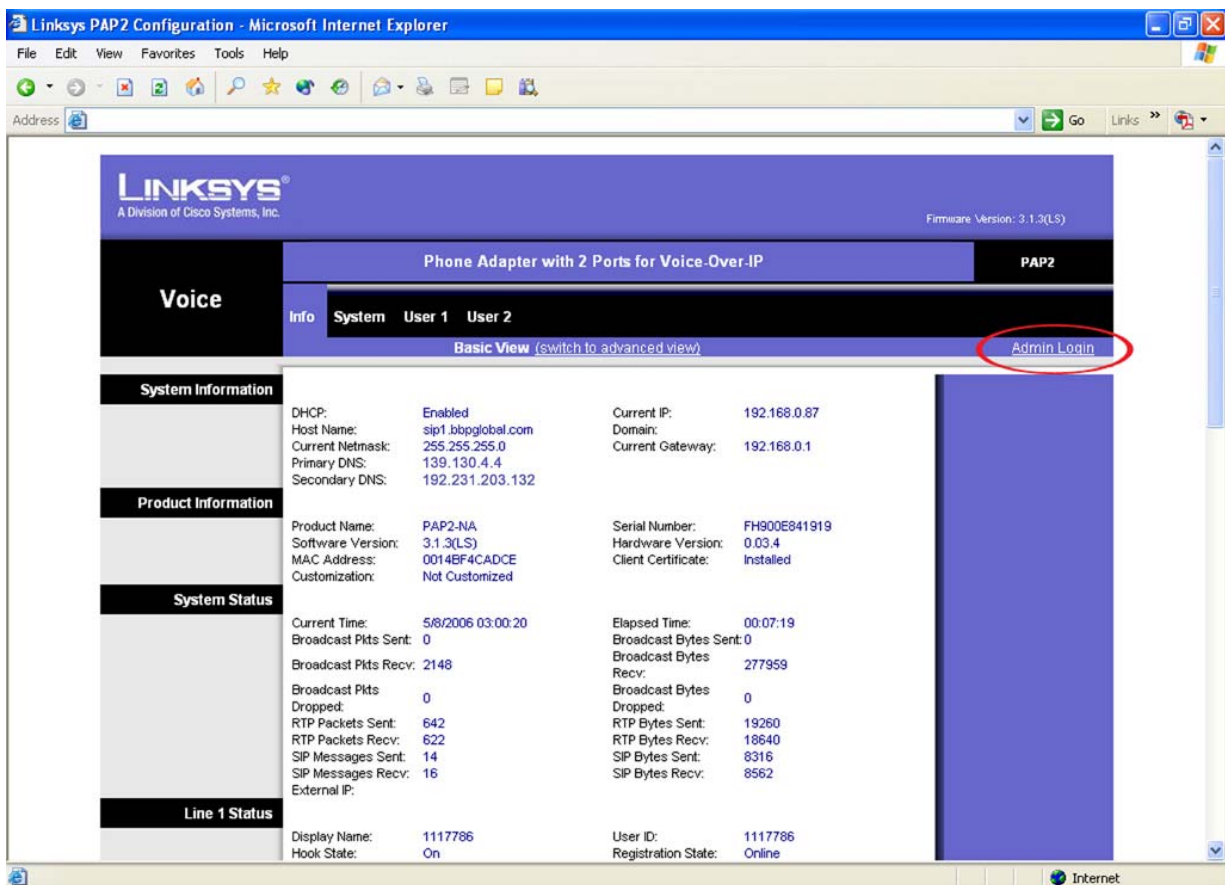 Linksys PAP2 Configuration - Microsoft Internet Explorer
File Edit View Favorites Tools Help
Address Go Links »
LINKSYS®
A Division of Cisco Systems, Inc.
Firmware Version: 3.1.3(LS)
Phone Adapter with 2 Ports for Voice-Over-IP PAP2
Voice
Info System User 1 User 2
Basic View (switch to advanced view) Admin Login
System Information
DHCP: Enabled Current IP: 192.168.0.87
Host Name: sip1.bbpglobal.com Domain:
Current Netmask: 255.255.255.0 Current Gateway: 192.168.0.1
Primary DNS: 139.130.4.4
Secondary DNS: 192.231.203.132
Product Information
Product Name: PAP2-NA Serial Number: FH900E841919
Software Version: 3.1.3(LS) Hardware Version: 0.03.4
MAC Address: 0014BF4CADCE Client Certificate: Installed
Customization: Not Customized
System Status
Current Time: 5/8/2006 03:00:20 Elapsed Time: 00:07:19
Broadcast Pkts Sent: 0 Broadcast Bytes Sent: 0
Broadcast Pkts Recv: 2148 Broadcast Bytes Recv: 277959
Broadcast Pkts Dropped: 0 Broadcast Bytes Dropped: 0
RTP Packets Sent: 642 RTP Bytes Sent: 19260
RTP Packets Recv: 622 RTP Bytes Recv: 18640
SIP Messages Sent: 14 SIP Bytes Sent: 8316
SIP Messages Recv: 16 SIP Bytes Recv: 8562
External IP:
Line 1 Status
Display Name: 1117786 User ID: 1117786
Hook State: On Registration State: Online
Internet